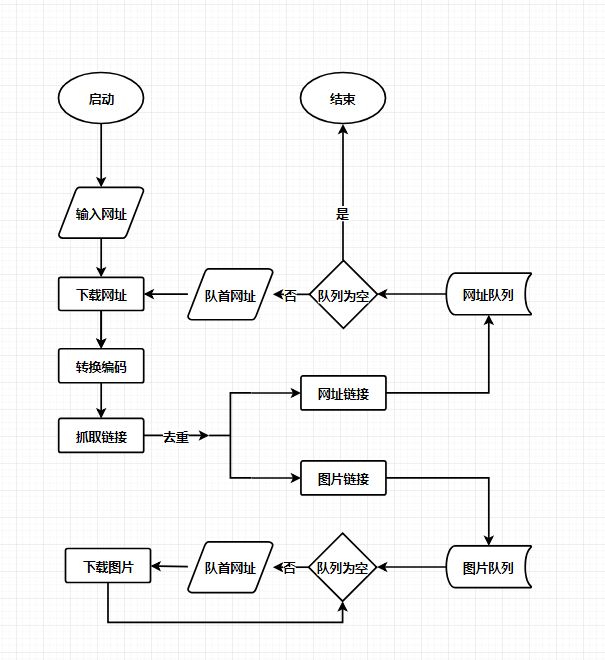 启动
结束
输入网址
是
下载网址
队首网址
否
队列为空
网址队列
转换编码
网址链接
抓取链接
去重
图片链接
下载图片
队首网址
否
队列为空
图片队列